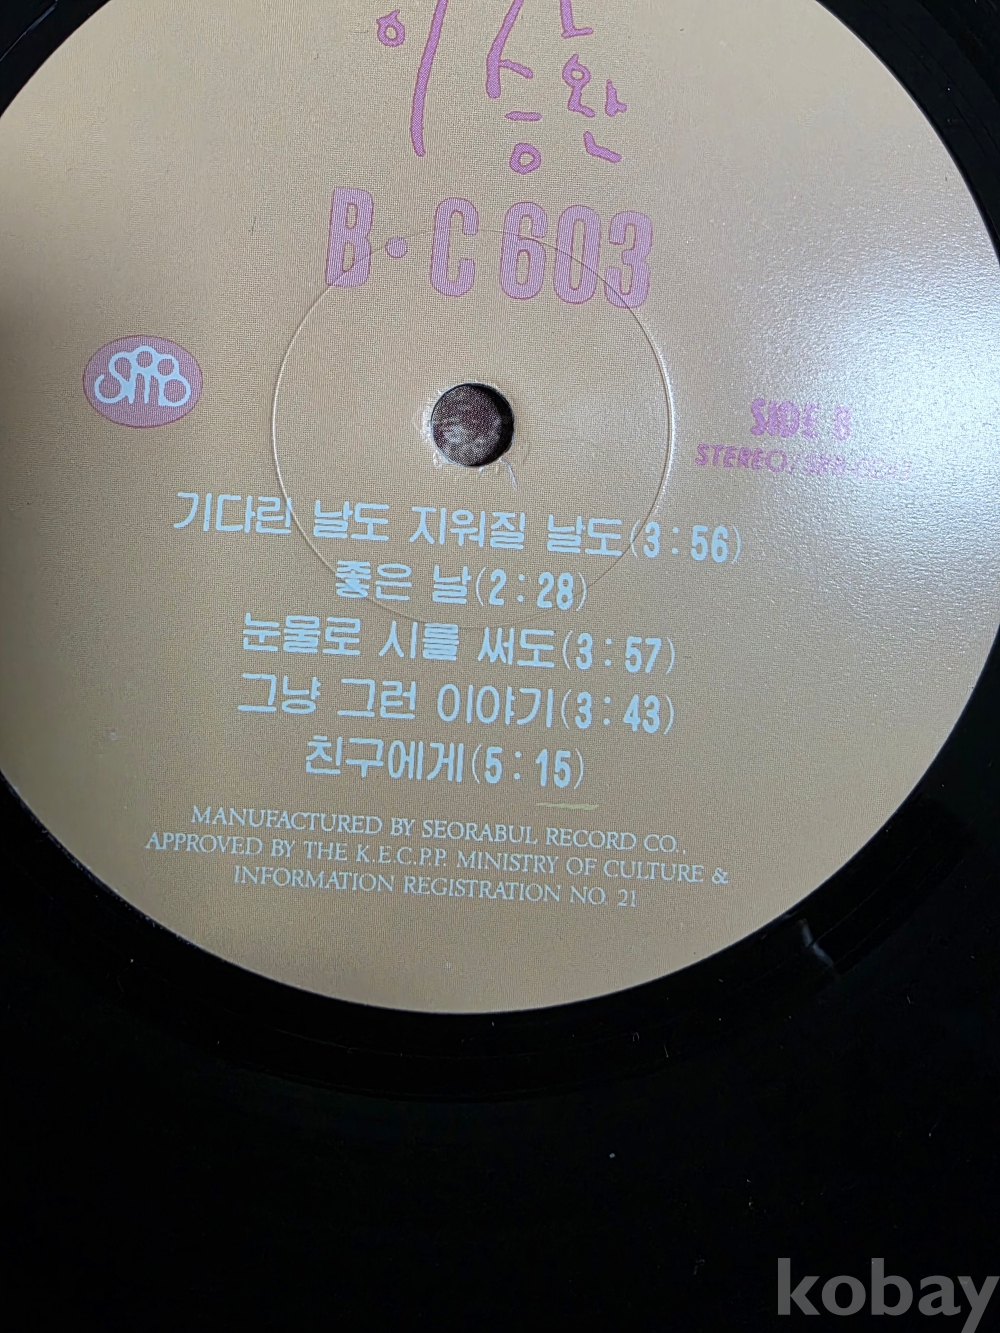 이승환
B·C 603
SMB
SIDE B
STEREO/
기다린 날도 지워질 날도(3:56)
좋은 날(2:28)
눈물로 시를 써도(3:57)
그냥 그런 이야기(3:43)
친구에게(5:15)
MANUFACTURED BY SEORABUL RECORD CO.,
APPROVED BY THE K.E.C.P.P. MINISTRY OF CULTURE &
INFORMATION REGISTRATION NO. 21
kobay